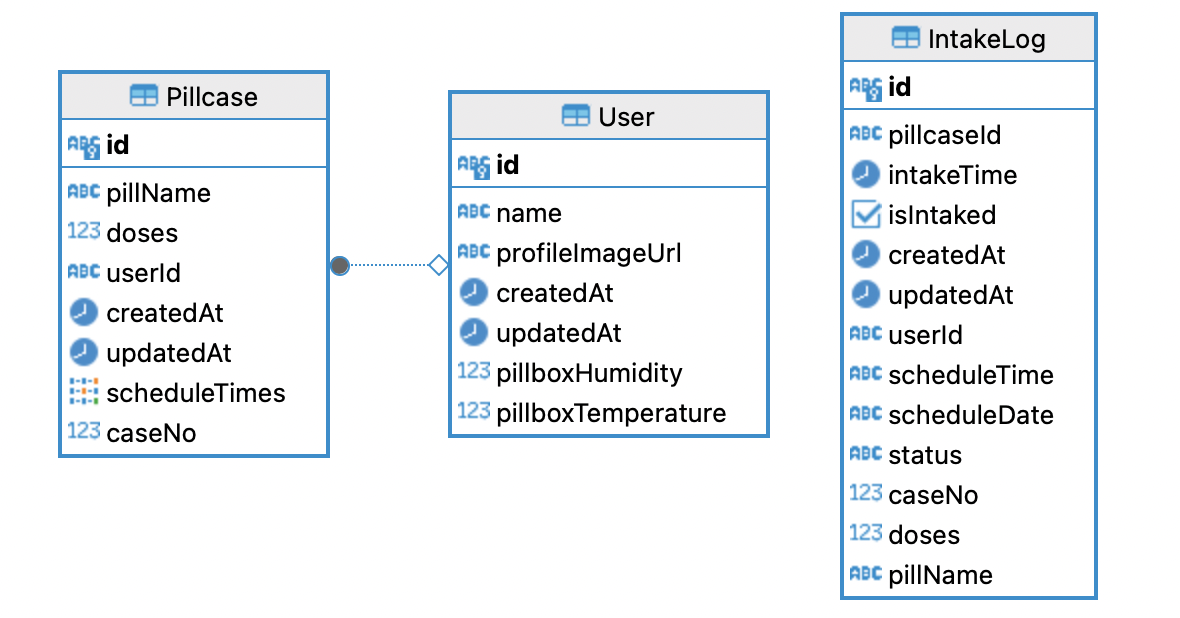 Pillcase
ABC id
ABC pillName
123 doses
ABC userId
createdAt
updatedAt
scheduleTimes
123 caseNo
User
ABC id
ABC name
ABC profileImageUrl
createdAt
updatedAt
123 pillboxHumidity
123 pillboxTemperature
IntakeLog
ABC id
ABC pillcaseId
intakeTime
isIntaked
createdAt
updatedAt
ABC userId
ABC scheduleTime
ABC scheduleDate
ABC status
123 caseNo
123 doses
ABC pillName